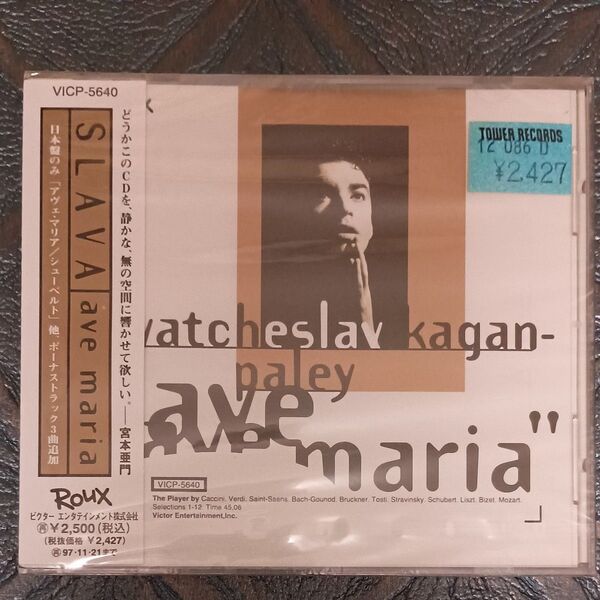 VICP-5640
どうかこのCDを、静かな、無の空間に響かせて欲しい。――宮本亜門
SLAVA ave maria
日本盤のみ「アヴェ・マリア/シューベルト」他、ボーナストラック3曲追加
Roux
ビクター エンタテインメント株式会社
￥2,500(税込)
(税抜価格 ￥2,427)
97・11・21まで
TOWER RECORDS
12 086 D
¥2,427
vatcheslav kagan-
paley
ave
ave maria"
VICP-5640
The Player by Caccini. Verdi. Saint-Saens. Bach-Gounod. Bruckner. Tosti. Stravinsky. Schubert. Liszt. Bizet. Mozart.
Selections 1-12 Time 45,06
Victor Entertainment,Inc.